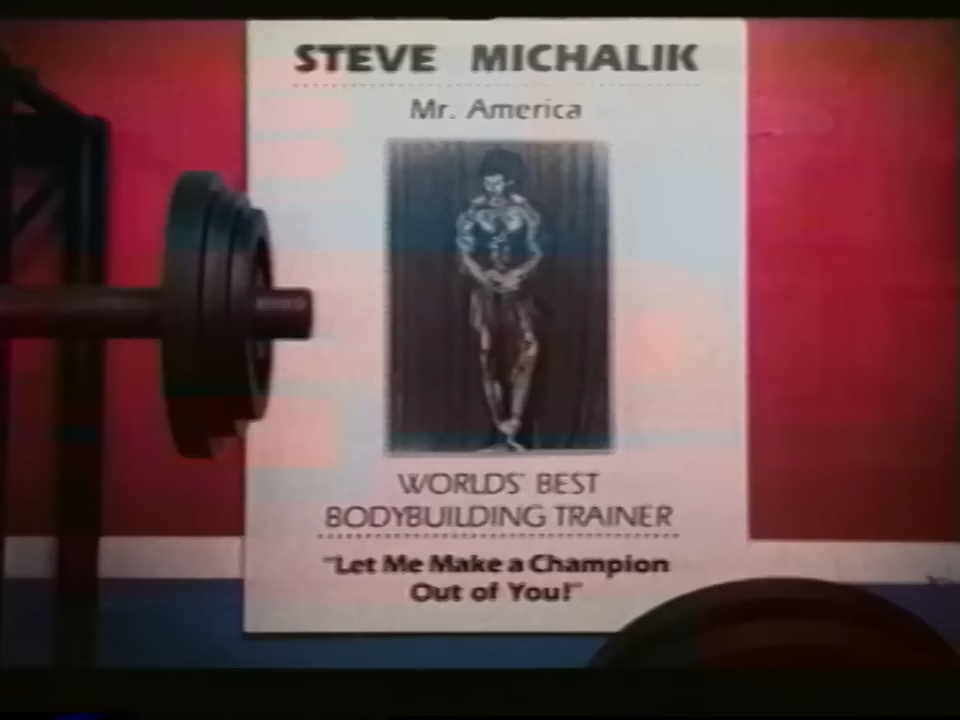 STEVE MICHALIK
Mr. America
WORLDS' BEST
BODYBUILDING TRAINER
"Let Me Make a Champion
Out of You!"